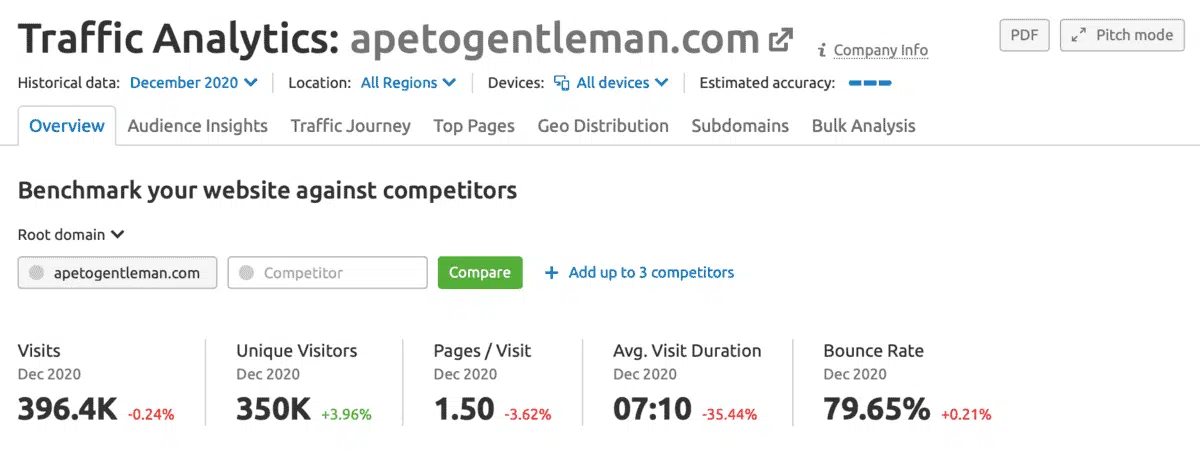 Traffic Analytics: apetogentleman.com
i Company Info
PDF
Pitch mode
Historical data: December 2020
Location: All Regions
Devices: All devices
Estimated accuracy:
Overview
Audience Insights
Traffic Journey
Top Pages
Geo Distribution
Subdomains
Bulk Analysis
Benchmark your website against competitors
Root domain
apetogentleman.com
Competitor
Compare
+ Add up to 3 competitors
Visits
Dec 2020
396.4K -0.24%
Unique Visitors
Dec 2020
350K +3.96%
Pages / Visit
Dec 2020
1.50 -3.62%
Avg. Visit Duration
Dec 2020
07:10 -35.44%
Bounce Rate
Dec 2020
79.65% +0.21%